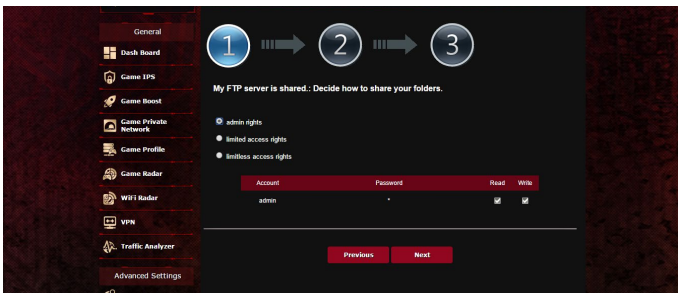 General
Dash Board
Game IPS
Game Boost
Game Private
Network
Game Profile
Game Radar
WiFi Radar
VPN
Traffic Analyzer
Advanced Settings
1
2
3
My FTP server is shared.: Decide how to share your folders.
admin rights
limited access rights
limitless access rights
Account Password Read Write
admin *
Previous Next